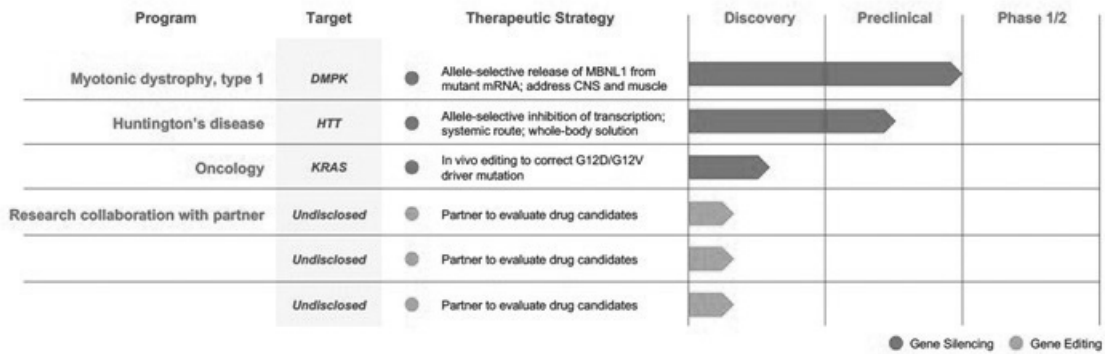 Program Target Therapeutic Strategy Discovery Preclinical Phase 1/2
Myotonic dystrophy, type 1 DMPK Allele-selective release of MBNL1 from
mutant mRNA; address CNS and muscle
Huntington's disease HTT Allele-selective inhibition of transcription;
systemic route; whole-body solution
Oncology KRAS In vivo editing to correct G12D/G12V
driver mutation
Research collaboration with partner Undisclosed Partner to evaluate drug candidates
Undisclosed Partner to evaluate drug candidates
Undisclosed Partner to evaluate drug candidates
Gene Silencing Gene Editing